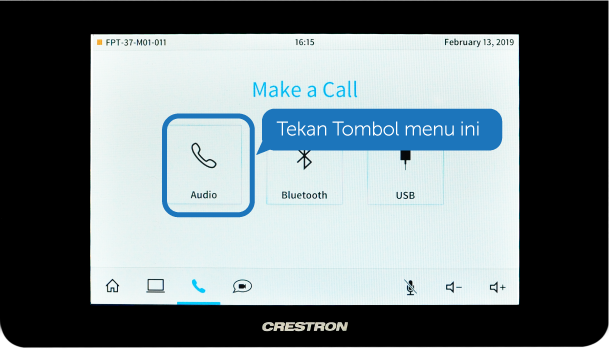 FPT-37-M01-011 16:15 February 13, 2019
Make a Call
Tekan Tombol menu ini
Audio Bluetooth USB
CRESTRON